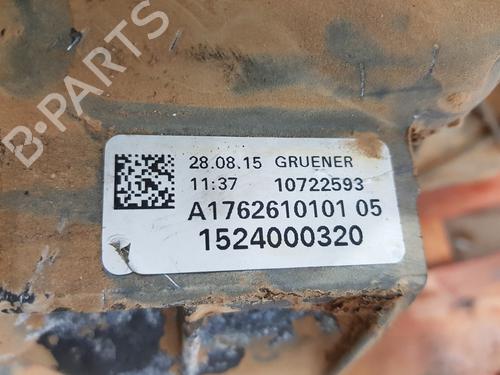 B-PARTS
28.08.15 GRUENER
11:37 10722593
A1762610101 05
1524000320